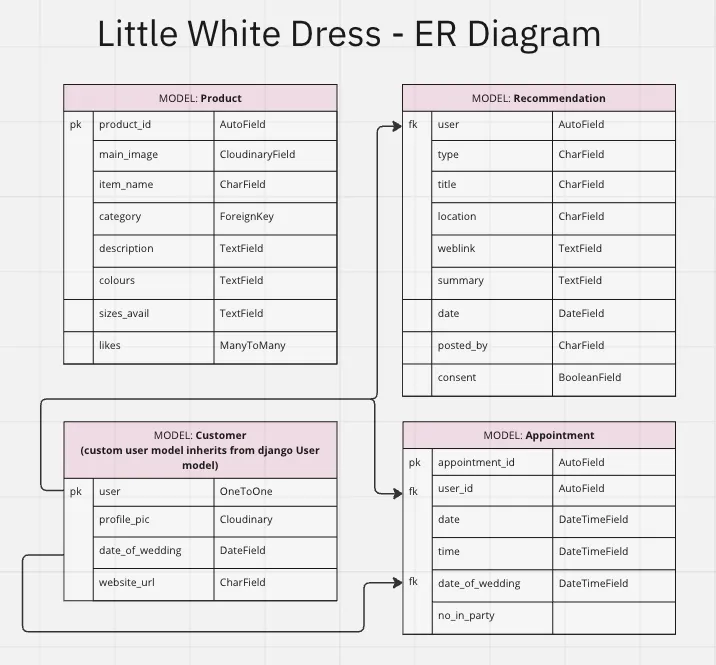 Little White Dress - ER Diagram
MODEL: Product
pk product_id AutoField
main_image CloudinaryField
item_name CharField
category ForeignKey
description TextField
colours TextField
sizes_avail TextField
likes ManyToMany
MODEL: Recommendation
fk user AutoField
type CharField
title CharField
location CharField
weblink TextField
summary TextField
date DateField
posted_by CharField
consent BooleanField
MODEL: Customer
(custom user model inherits from django User
model)
pk user OneToOne
profile_pic Cloudinary
date_of_wedding DateField
website_url CharField
MODEL: Appointment
pk appointment_id AutoField
fk user_id AutoField
date DateTimeField
time DateTimeField
fk date_of_wedding DateTimeField
no_in_party